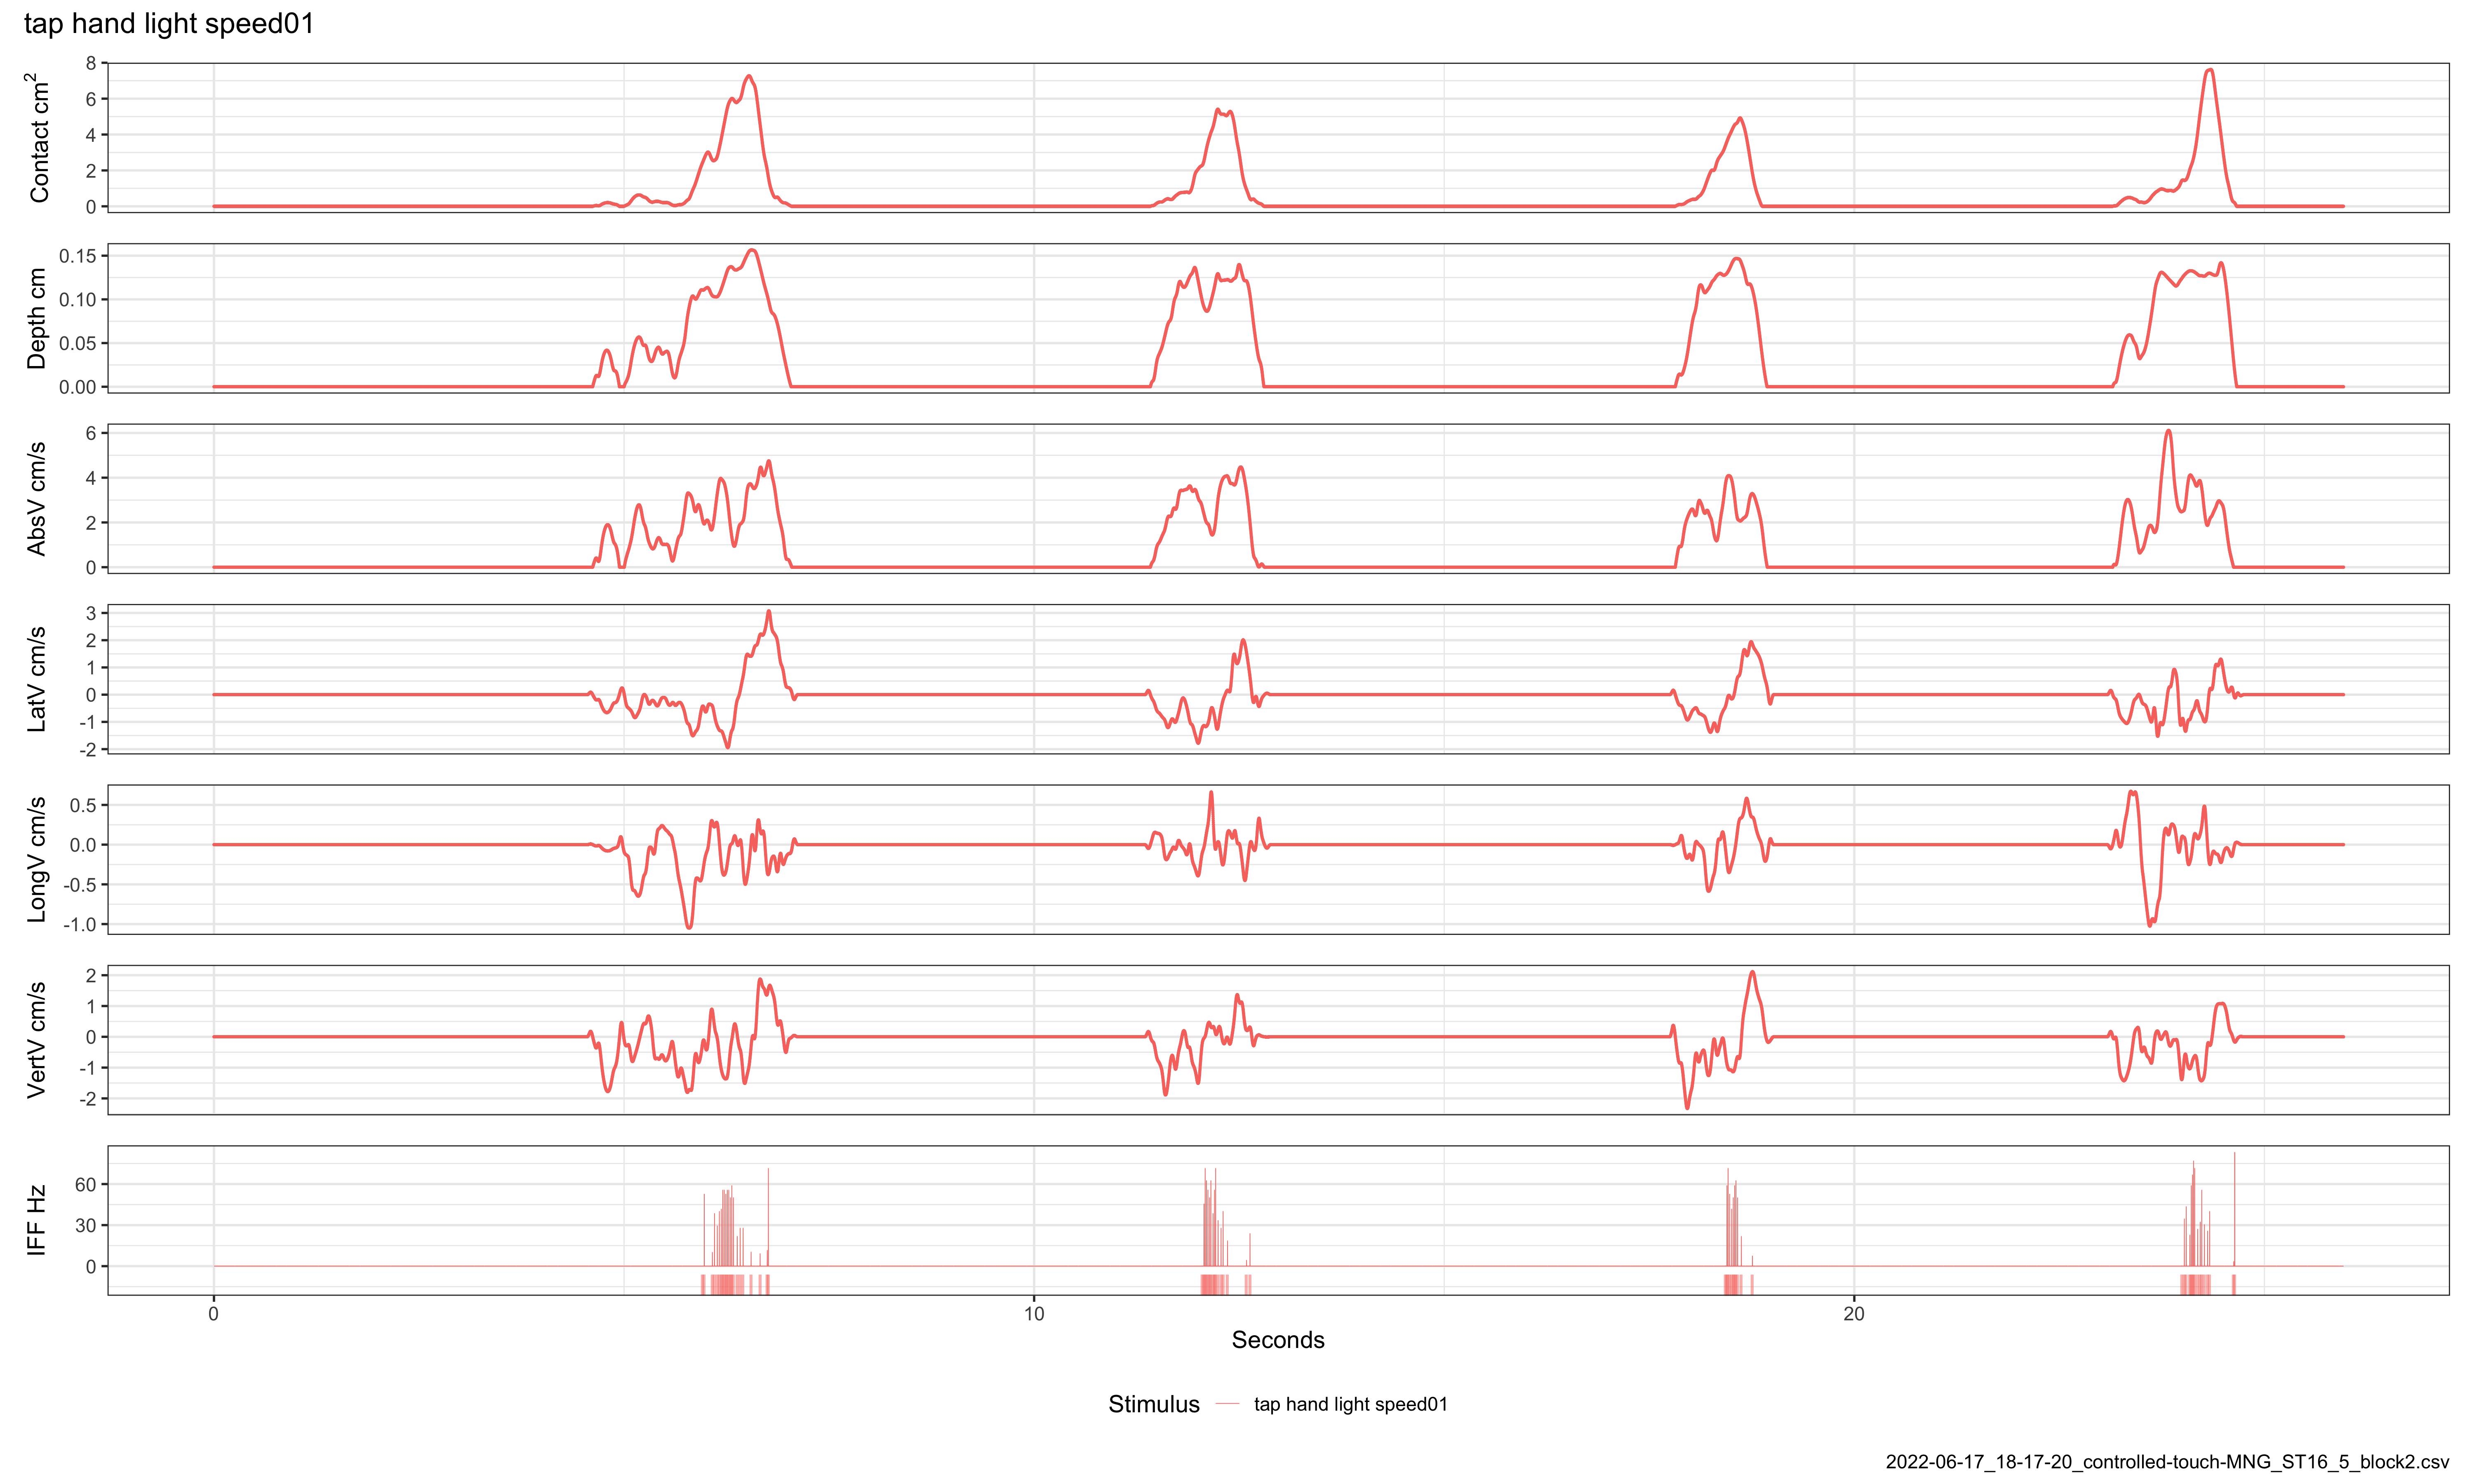 tap hand light speed01
Contact cm²
8
6
4
2
0
Depth cm
0.15
0.10
0.05
0.00
AbsV cm/s
6
4
2
0
LatV cm/s
3
2
1
0
-1
-2
LongV cm/s
0.5
0.0
-0.5
-1.0
VertV cm/s
2
1
0
-1
-2
IFF Hz
60
30
0
0 10 20
Seconds
Stimulus tap hand light speed01
2022-06-17_18-17-20_controlled-touch-MNG_ST16_5_block2.csv